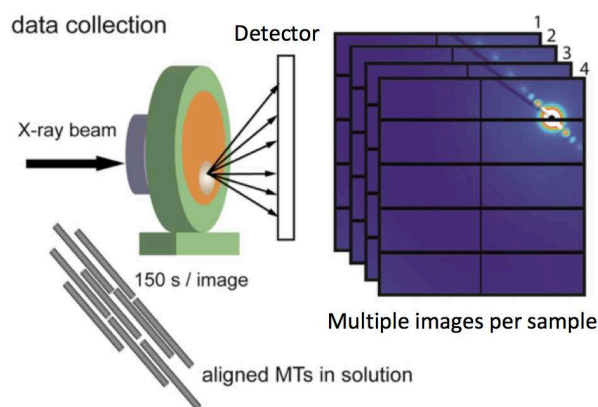 data collection
Detector
1
2
3
4
X-ray beam
150 s / image
Multiple images per sample
aligned MTs in solution